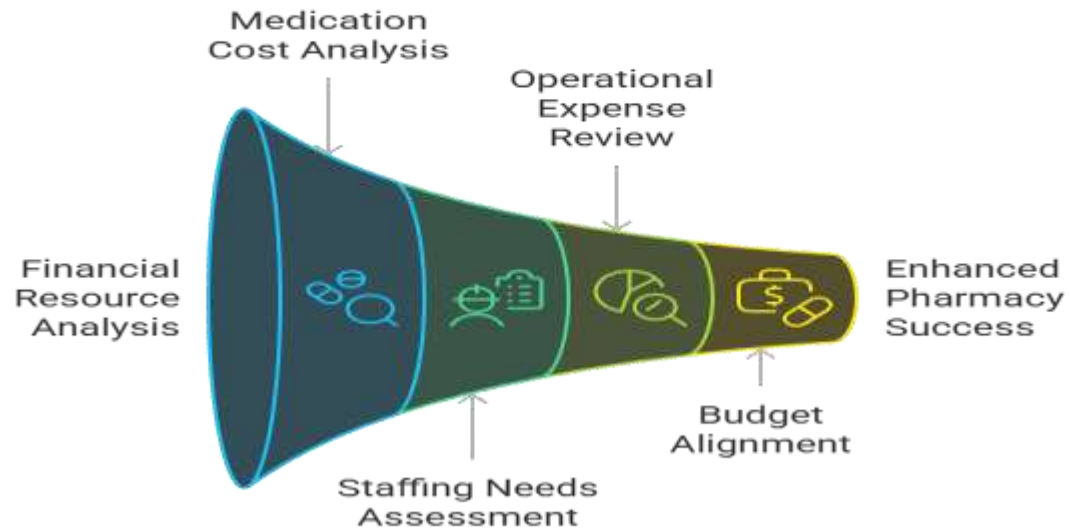 Medication
Cost Analysis
Operational
Expense
Review
Financial
Resource
Analysis
$
Enhanced
Pharmacy
Success
Budget
Alignment
Staffing Needs
Assessment